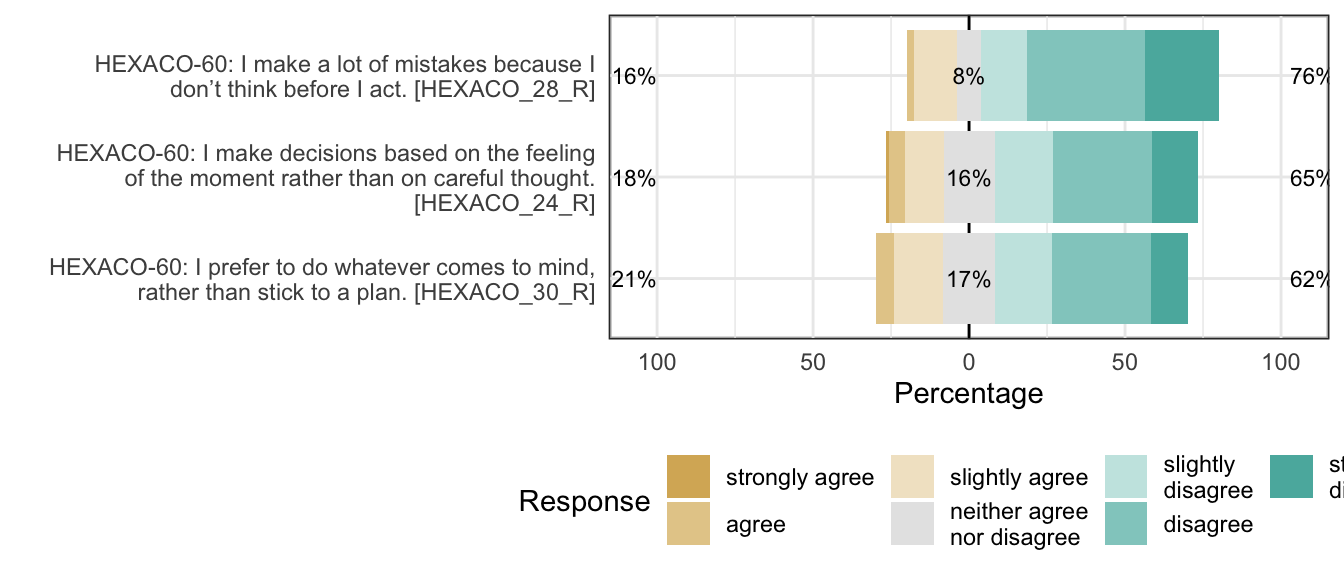 HEXACO-60: I make a lot of mistakes because I
don’t think before I act. [HEXACO_28_R]
16%
8%
76%
HEXACO-60: I make decisions based on the feeling
of the moment rather than on careful thought.
[HEXACO_24_R]
18%
16%
65%
HEXACO-60: I prefer to do whatever comes to mind,
rather than stick to a plan. [HEXACO_30_R]
21%
17%
62%
100 50 0 50 100
Percentage
Response
strongly agree
agree
slightly agree
neither agree
nor disagree
slightly
disagree
disagree